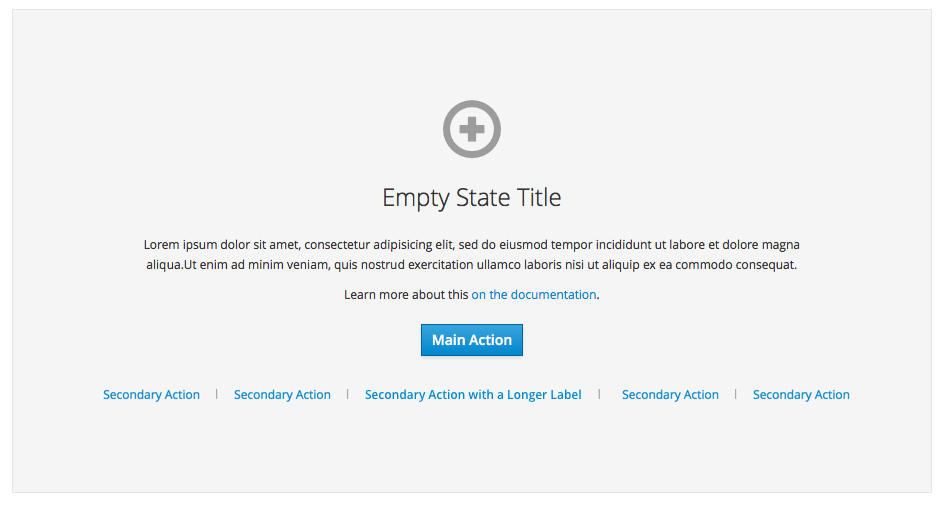 Empty State Title
Lorem ipsum dolor sit amet, consectetur adipisicing elit, sed do eiusmod tempor incididunt ut labore et dolore magna
aliqua.Ut enim ad minim veniam, quis nostrud exercitation ullamco laboris nisi ut aliquip ex ea commodo consequat.
Learn more about this on the documentation.
Main Action
Secondary Action | Secondary Action | Secondary Action with a Longer Label | Secondary Action | Secondary Action